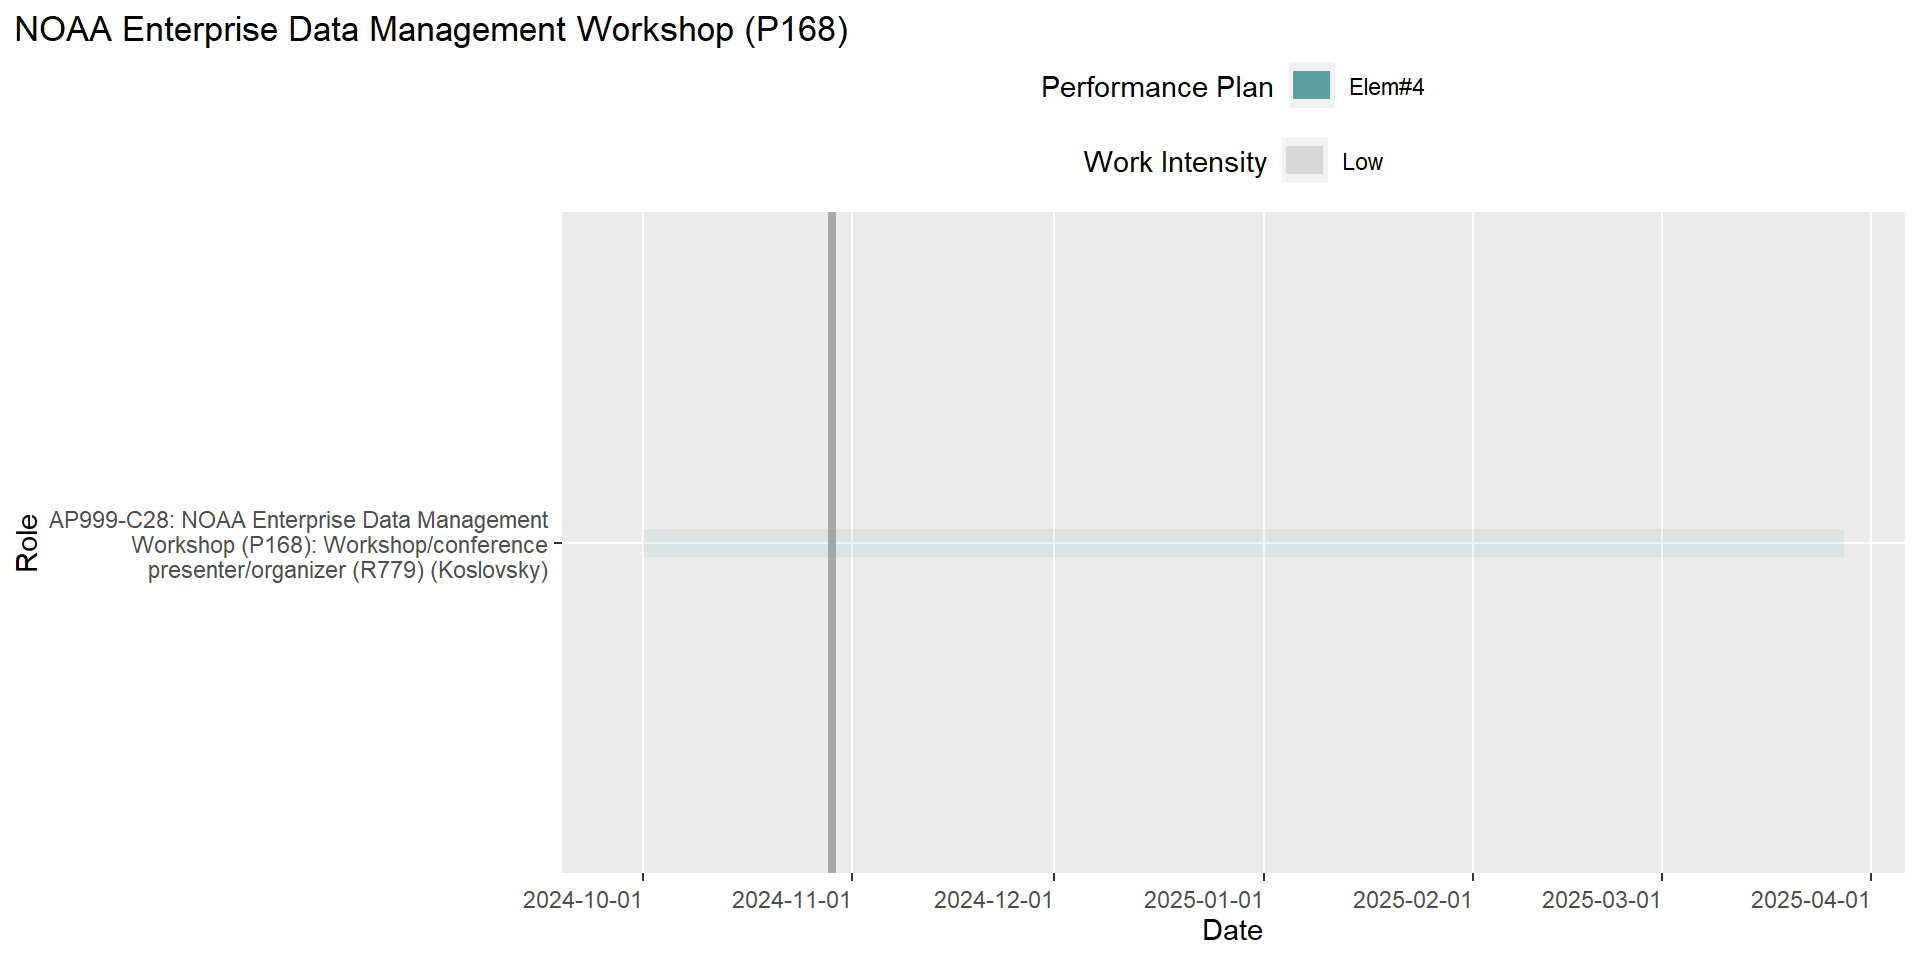 NOAA Enterprise Data Management Workshop (P168)
Performance Plan Elem#4
Work Intensity Low
Role
AP999-C28: NOAA Enterprise Data Management
Workshop (P168): Workshop/conference
presenter/organizer (R779) (Koslovsky)
2024-10-01 2024-11-01 2024-12-01 2025-01-01 2025-02-01 2025-03-01 2025-04-01
Date